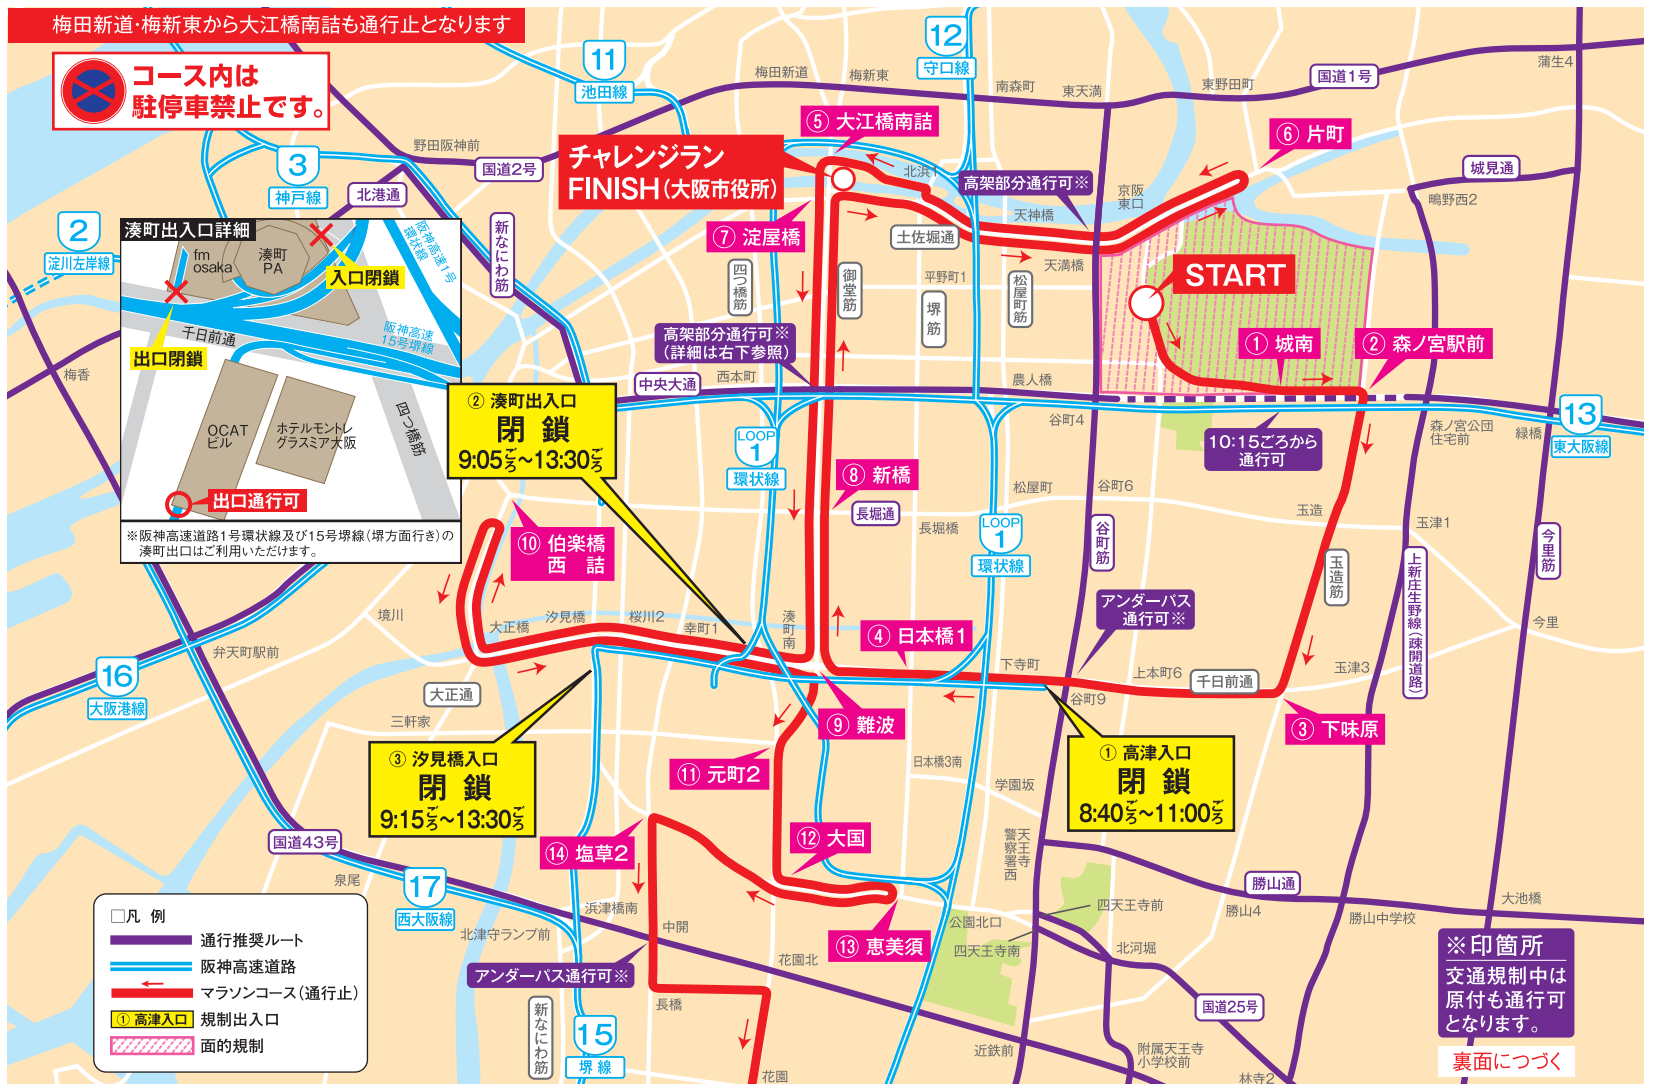 梅田新道・梅新東から大江橋南詰も通行止となります
コース内は
駐停車禁止です。
11
池田線
12
守口線
梅田新道
梅新東
南森町
東天満
東野田町
国道1号
蒲生4
3
神戸線
野田阪神前
国道2号
北港通
チャレンジラン
FINISH(大阪市役所)
⑤ 大江橋南詰
北浜1
高架部分通行可※
⑥ 片町
城見通
鴫野西2
京阪
東口
天神橋
2
淀川左岸線
新なにわ筋
⑦ 淀屋橋
土佐堀通
天満橋
湊町出入口詳細
fm
osaka
湊町
PA
阪神高速1号
環状線
入口閉鎖
千日前通
阪神高速
15号堺線
出口閉鎖
OCAT
ビル
ホテルモントレ
グラスミア大阪
四つ橋筋
出口通行可
※阪神高速道路1号環状線及び15号堺線(堺方面行き)の
湊町出口はご利用いただけます。
四つ橋筋
御堂筋
平野町1
堺筋
松屋町筋
START
高架部分通行可※
(詳細は右下参照)
① 城南
② 森ノ宮駅前
梅香
中央大通
西本町
農人橋
谷町4
② 湊町出入口
閉鎖
9:05ごろ~13:30ごろ
LOOP
1
環状線
10:15ごろから
通行可
森ノ宮公団
住宅前
緑橋
13
東大阪線
⑧ 新橋
長堀通
長堀橋
松屋町
谷町6
LOOP
1
環状線
谷町筋
玉造
玉津1
今里筋
⑩ 伯楽橋
西詰
玉造筋
上新庄生野線(疎開道路)
境川
大正橋
汐見橋
桜川2
幸町1
湊町南
④ 日本橋1
アンダーパス
通行可※
今里
弁天町駅前
下寺町
上本町6
千日前通
玉津3
16
大阪港線
大正通
谷町9
三軒家
⑨ 難波
③ 下味原
③ 汐見橋入口
閉鎖
9:15ごろ~13:30ごろ
⑪ 元町2
日本橋3南
学園坂
① 高津入口
閉鎖
8:40ごろ~11:00ごろ
国道43号
⑭ 塩草2
⑫ 大国
天王寺
警察署西
泉尾
17
西大阪線
浜津橋南
中開
公園北口
四天王寺前
勝山通
勝山4
勝山中学校
大池橋
北津守ランプ前
⑬ 恵美須
四天王寺南
北河堀
アンダーパス通行可※
花園北
長橋
国道25号
新なにわ筋
15
堺線
近鉄前
附属天王寺
小学校前
花園
林寺2
□凡例
通行推奨ルート
阪神高速道路
マラソンコース(通行止)
① 高津入口 規制出入口
面的規制
※印箇所
交通規制中は
原付も通行可
となります。
裏面につづく